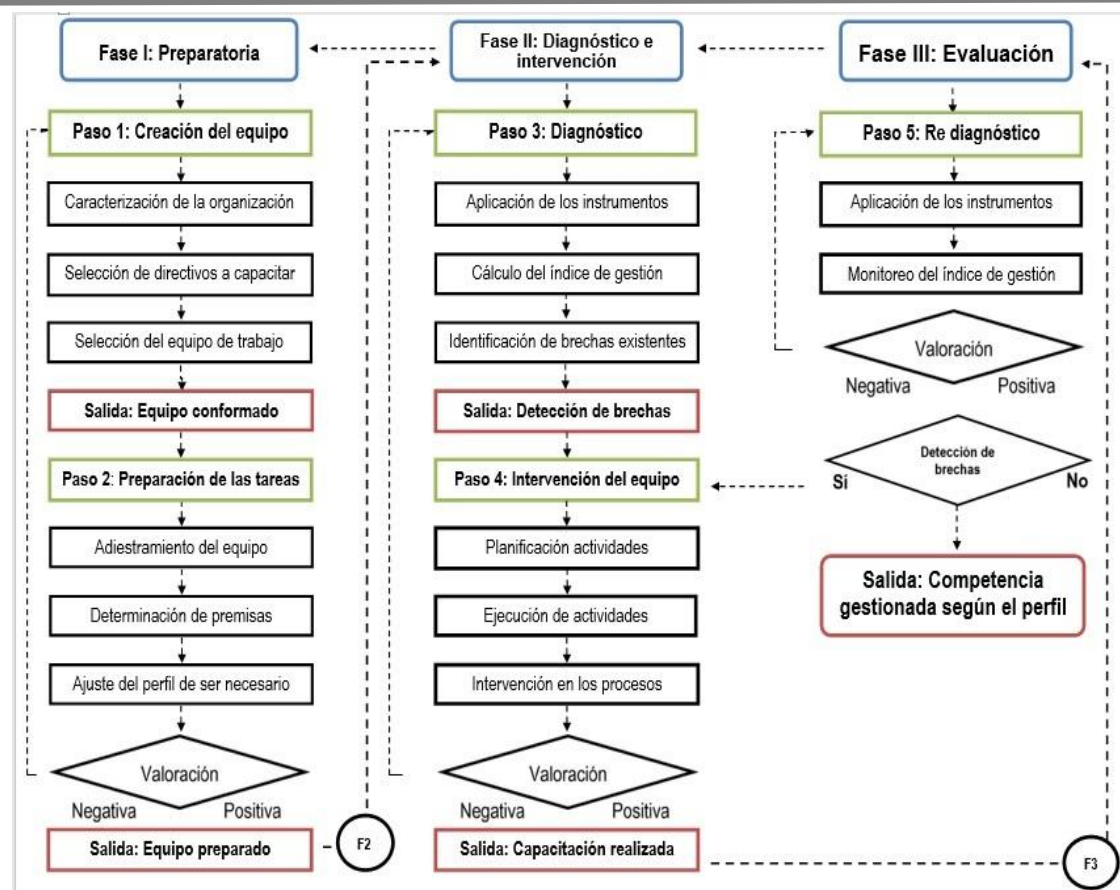 Fase I: Preparatoria
Paso 1: Creación del equipo
Caracterización de la organización
Selección de directivos a capacitar
Selección del equipo de trabajo
Salida: Equipo conformado
Paso 2: Preparación de las tareas
Adiestramiento del equipo
Determinación de premisas
Ajuste del perfil de ser necesario
Valoración
Negativa
Positiva
Salida: Equipo preparado
F2
Fase II: Diagnóstico e
intervención
Paso 3: Diagnóstico
Aplicación de los instrumentos
Cálculo del índice de gestión
Identificación de brechas existentes
Salida: Detección de brechas
Paso 4: Intervención del equipo
Planificación actividades
Ejecución de actividades
Intervención en los procesos
Valoración
Negativa
Positiva
Salida: Capacitación realizada
F3
Fase III: Evaluación
Paso 5: Re diagnóstico
Aplicación de los instrumentos
Monitoreo del índice de gestión
Valoración
Negativa
Positiva
Detección de
brechas
Sí
No
Salida: Competencia
gestionada según el perfil